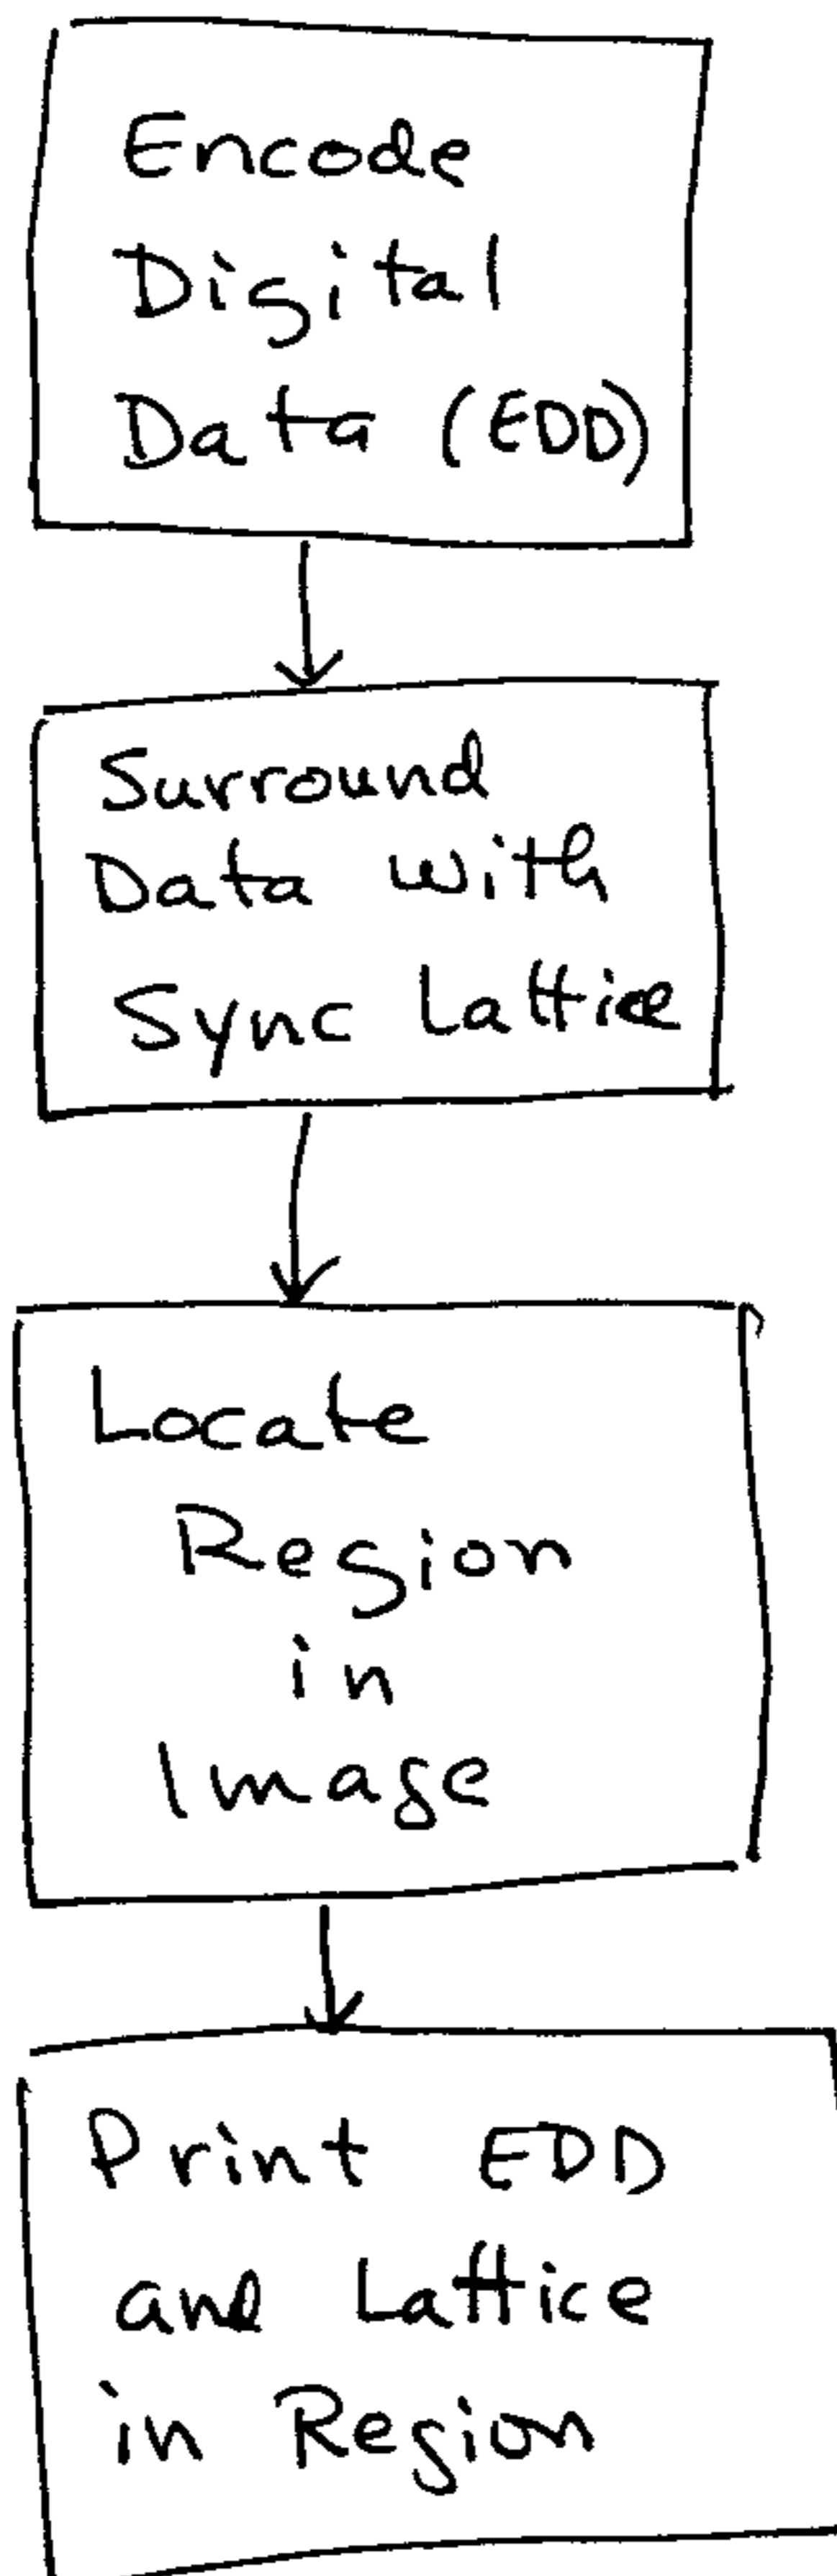 Encode
Digital
Data (EDD)
Surround
Data with
Sync Lattice
Locate
Region
in
Image
Print EDD
and Lattice
in Region